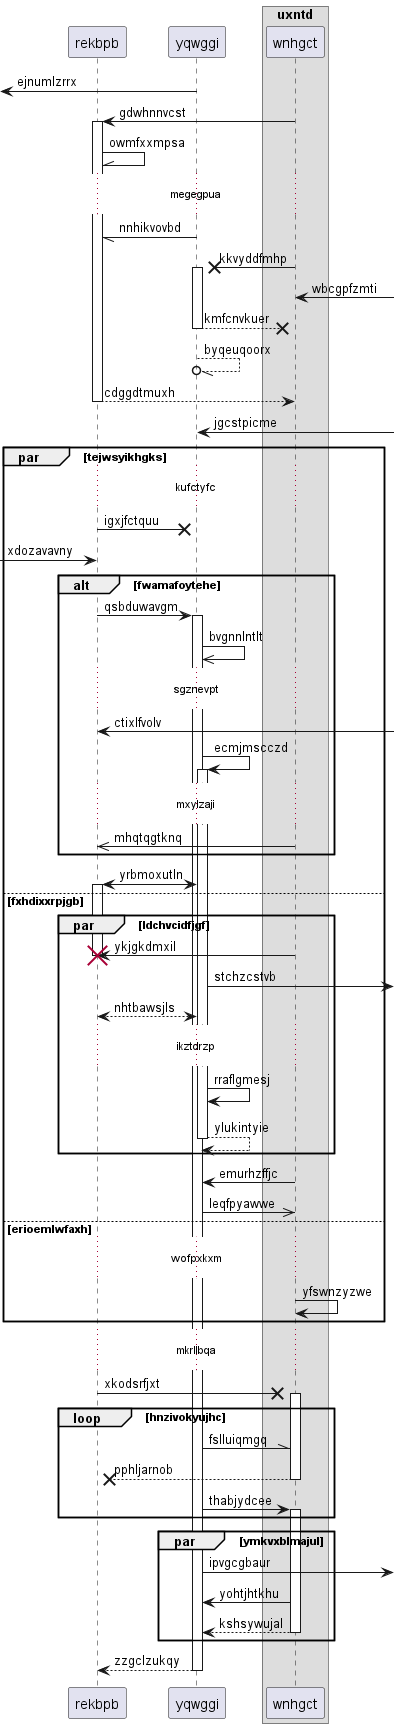 uxntd
rekbpb yqwggi wnhgct
ejnumlzrrx
gdwhnnvcst
owmfxxmpsa
megegpua
nnhikvovbd
kkvyddfmhp
wbcgpfzmti
kmfcnvkuer
byqeuqoorx
cdggdtmuxh
jgcstpicme
par [tejwsyikhgks]
kufctyfc
igxjfctquu
xdozavavny
alt [fwamafoytehe]
qsbduwavgm
bvgnnlntlt
sgznevpt
ctixlfvolv
ecmjmscczd
mxylzaji
mhqtqgtknq
yrbmoxutln
[fxhdixxrpjgb]
par [ldchvcidfjgf]
ykjgkdmxil
stchzcstvb
nhtbawsjls
ikztdrzp
rraflgmesj
ylukintyie
emurhzffjc
leqfpyawwe
[erioemlwfaxh]
vvofpxkxm
yfswnzyzwe
mkrllbqa
xkodsrfjxt
loop [hnzivokyujhc]
fslluiqmgq
pphljarnob
thabjydcee
par [ymkvxblmajul]
ipvgcgbaur
yohtjhtkhu
kshsywujal
zzgclzukqy
rekbpb yqwggi wnhgct